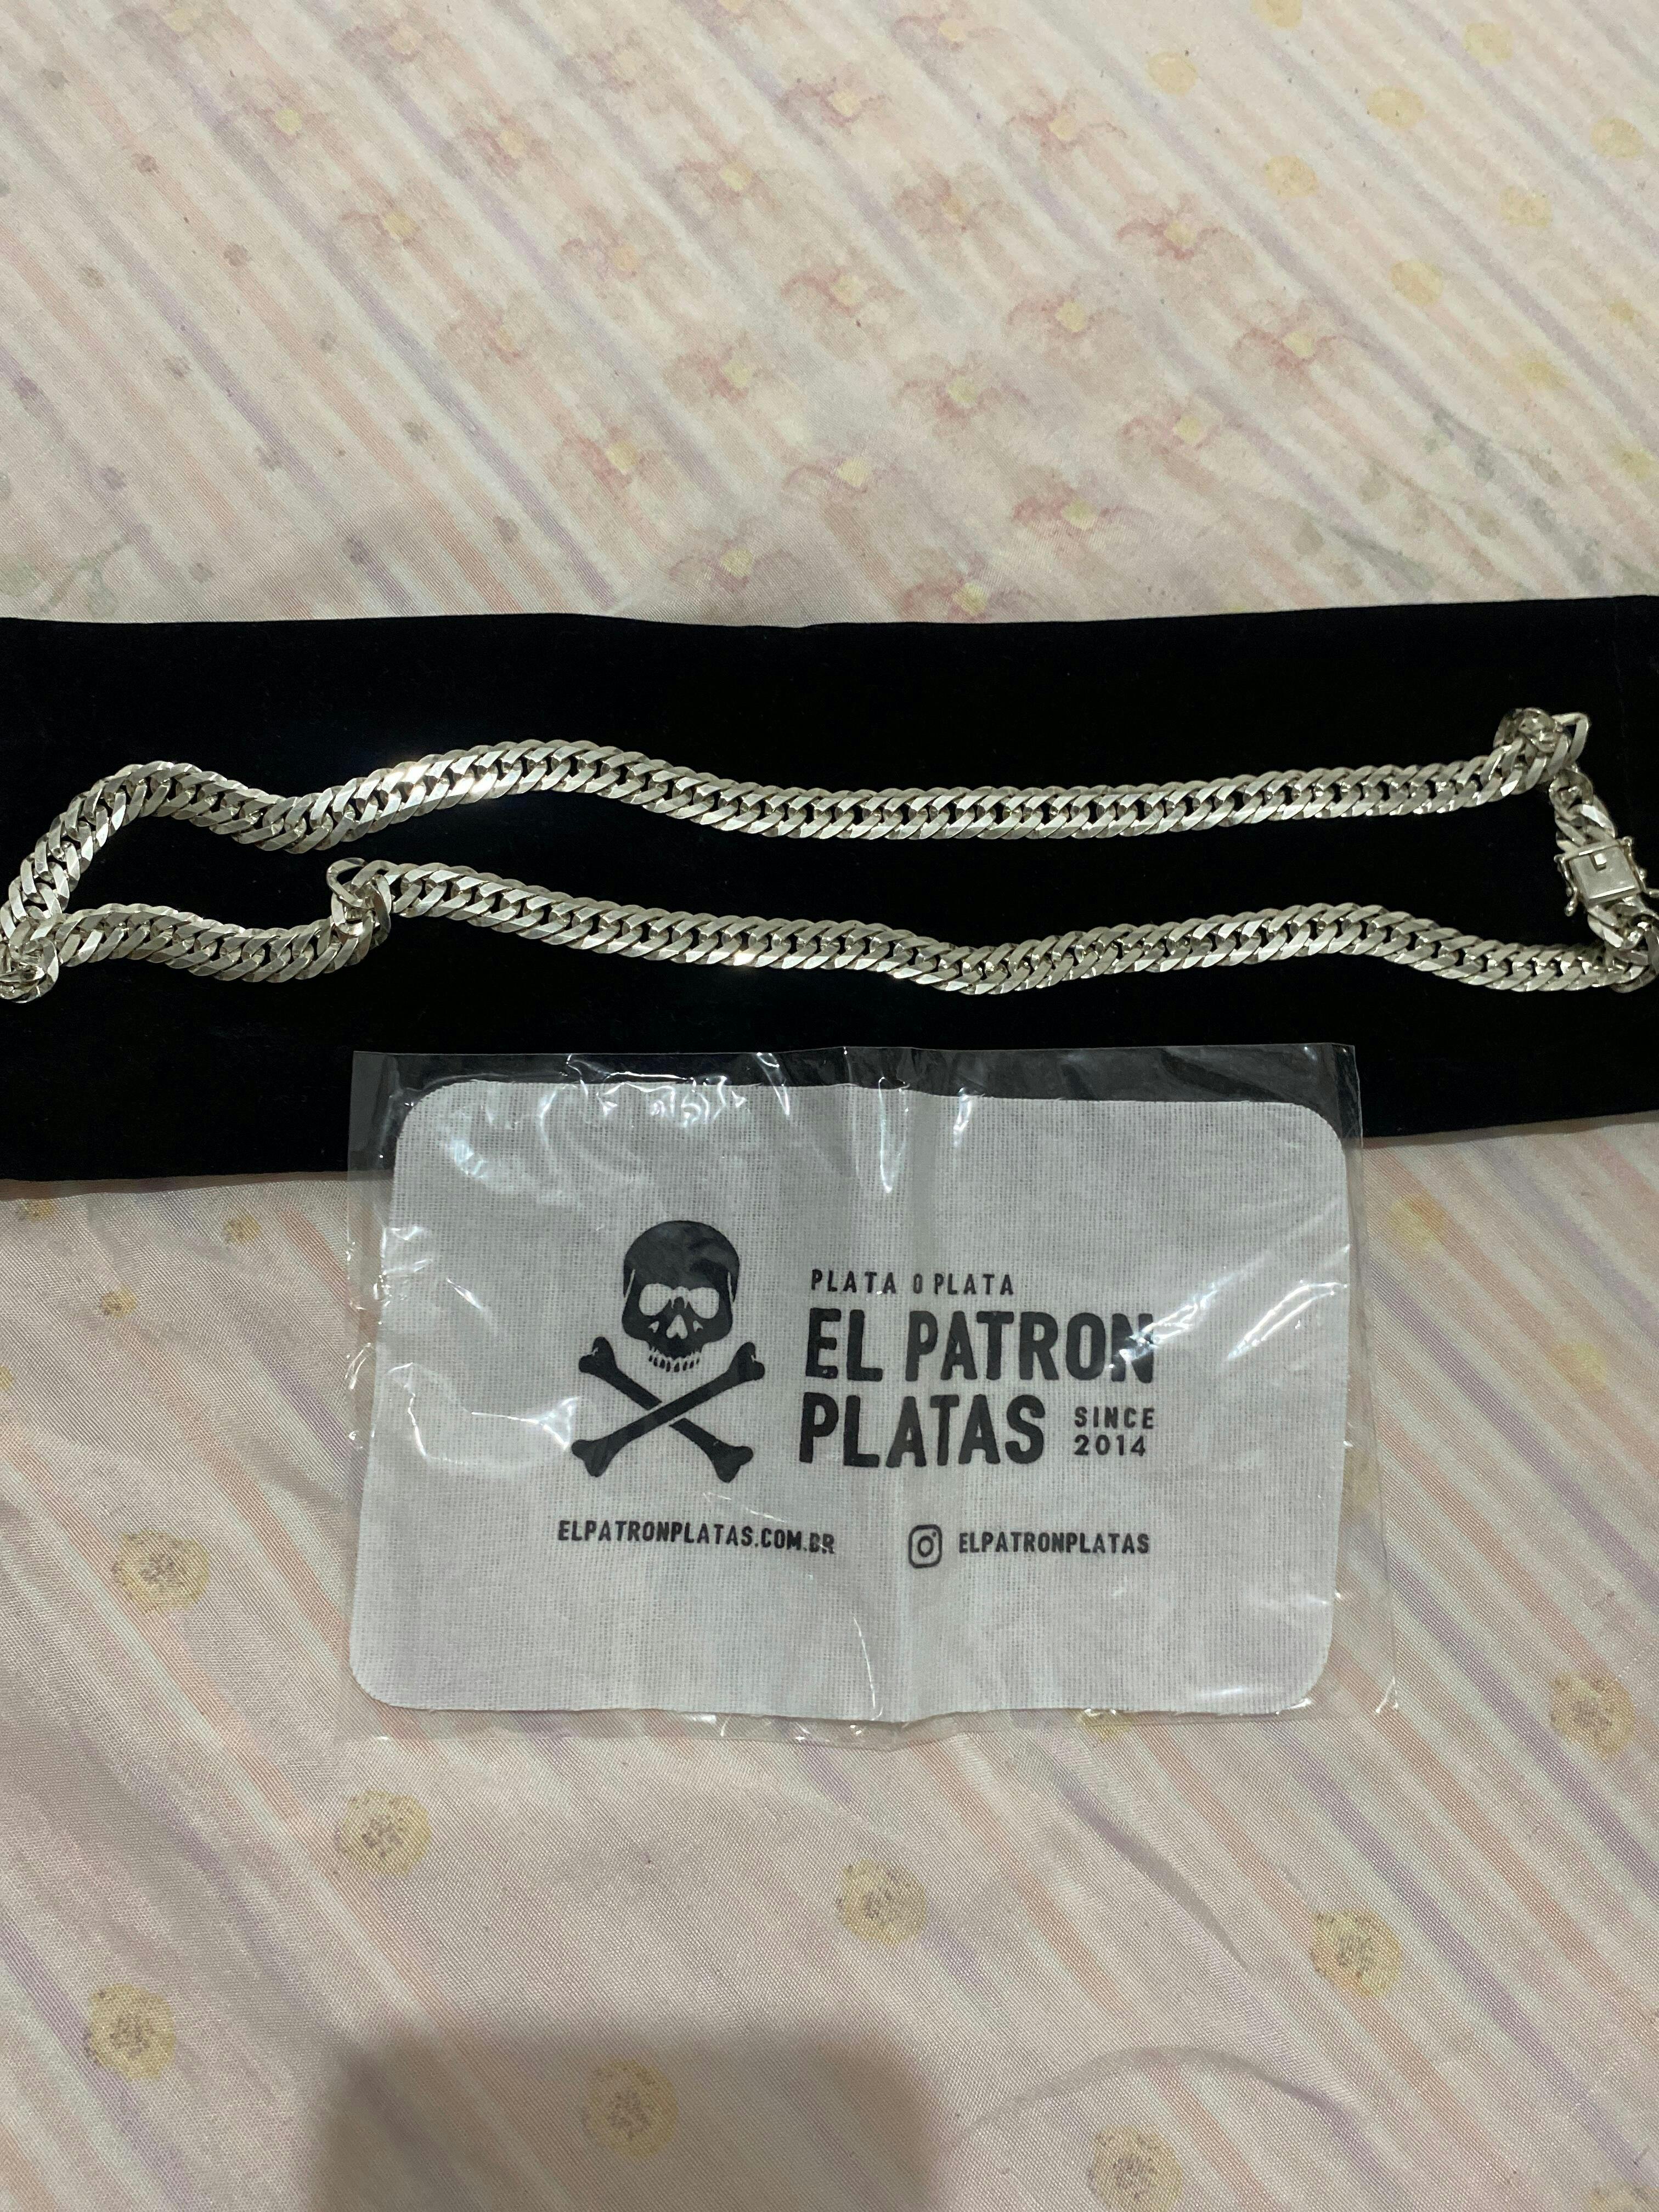 PLATA O PLATA
EL PATRON
PLATAS
SINCE
2014
ELPATRONPLATAS.COM.BR
ELPATRONPLATAS